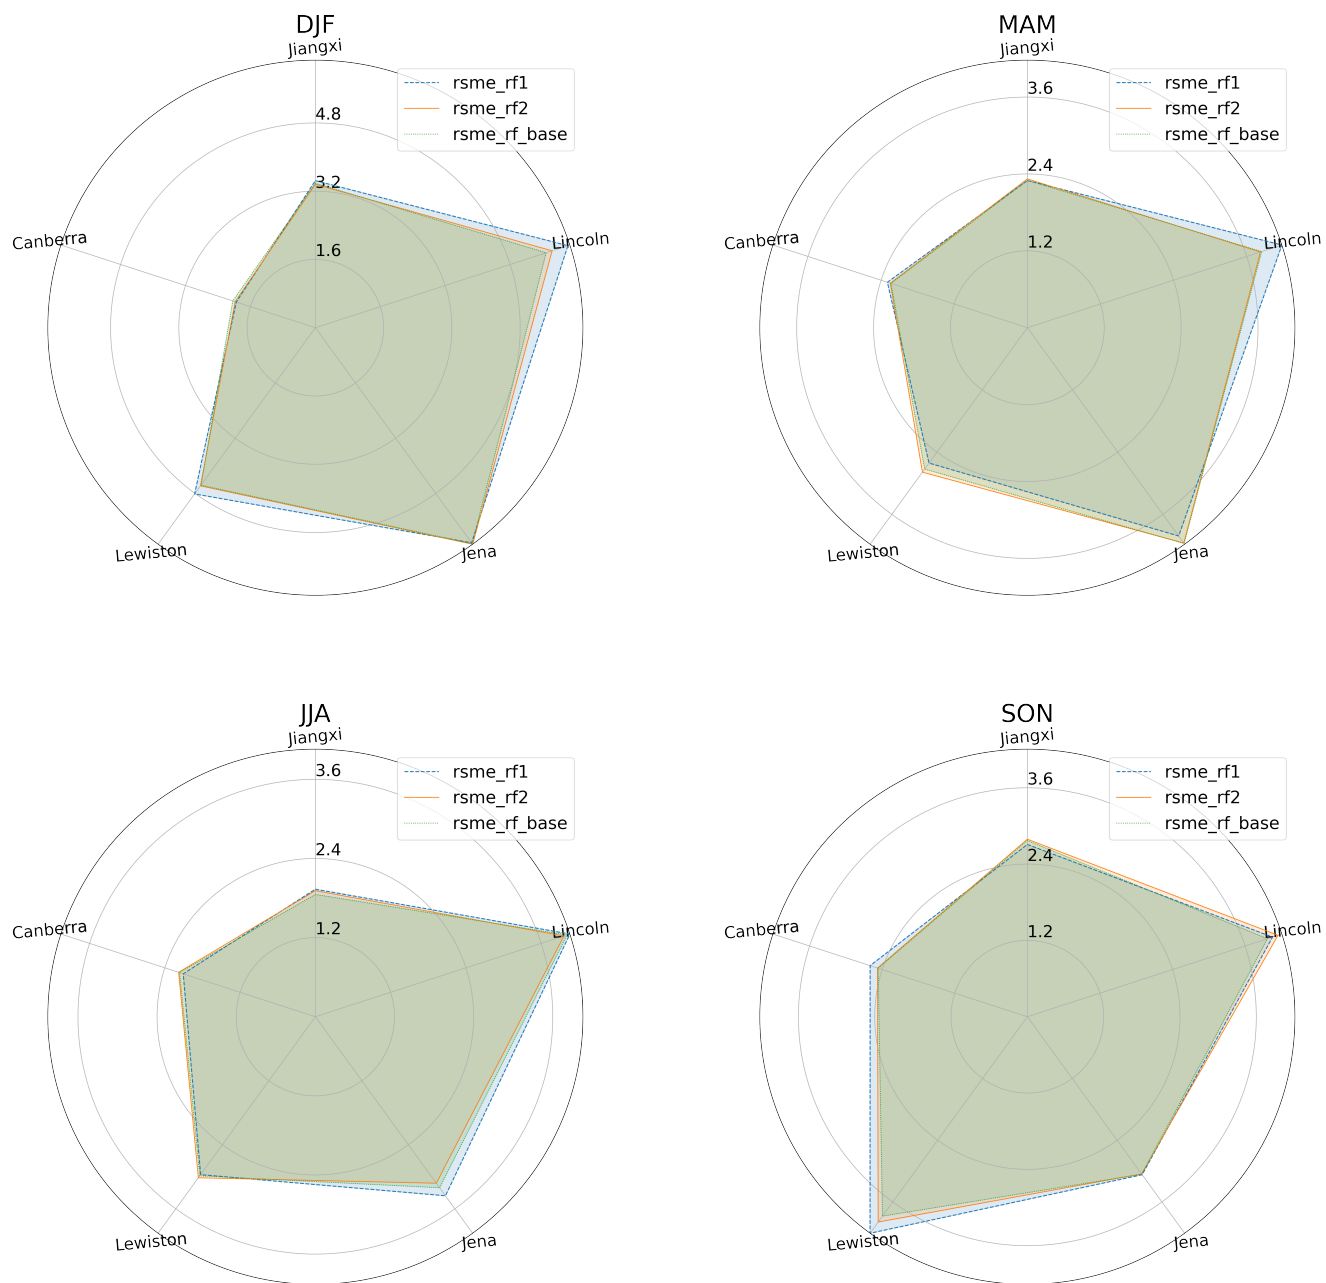 DJF
Jiangxi
rsme_rf1
rsme_rf2
rsme_rf_base
4.8
3.2
1.6
Canberra
Lincoln
Lewiston
Jena
MAM
Jiangxi
rsme_rf1
rsme_rf2
rsme_rf_base
3.6
2.4
1.2
Canberra
Lincoln
Lewiston
Jena
JJA
Jiangxi
rsme_rf1
rsme_rf2
rsme_rf_base
3.6
2.4
1.2
Canberra
Lincoln
Lewiston
Jena
SON
Jiangxi
rsme_rf1
rsme_rf2
rsme_rf_base
3.6
2.4
1.2
Canberra
Lincoln
Lewiston
Jena